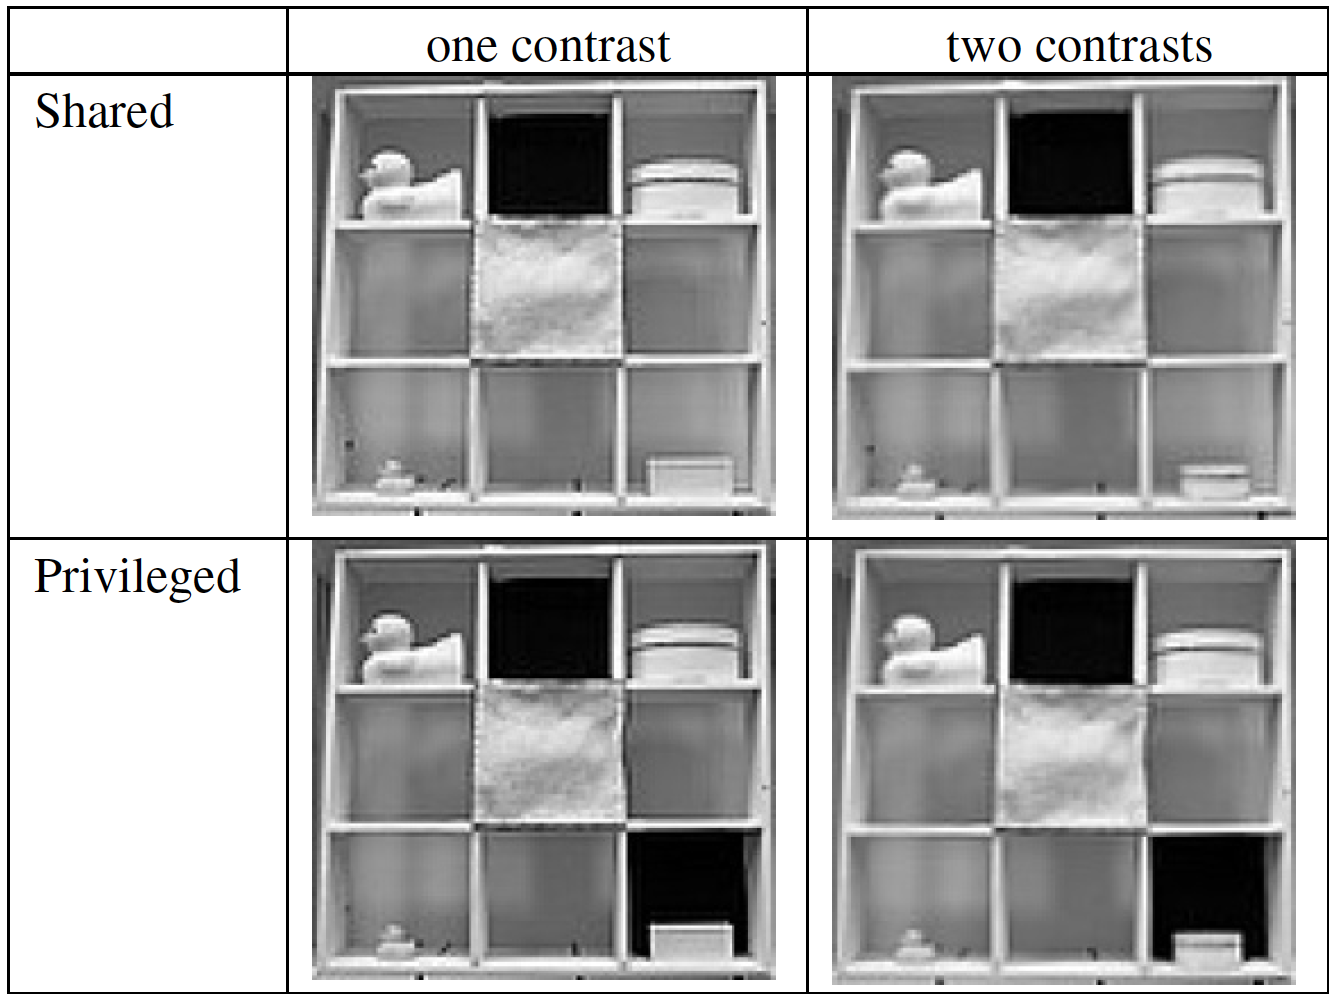 one contrast
two contrasts
Shared
Privileged